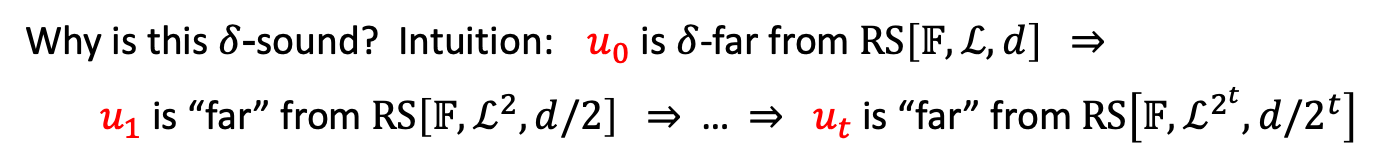 Why is this δ-sound? Intuition: u₀ is δ-far from RS[𝔽, ℒ, d] ⇒
u₁ is “far” from RS[𝔽, ℒ², d/2] ⇒ … ⇒ uₜ is “far” from RS[𝔽, ℒ^{2^t}, d/2^t]